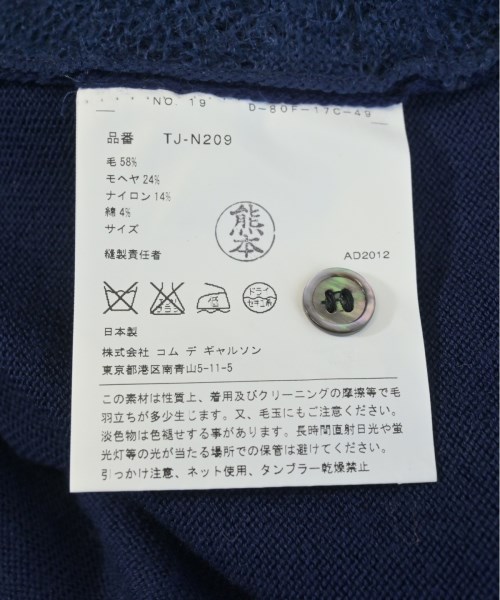 NO. 19 D-80F-17C-49
品番 TJ-N209
毛 58%
モヘヤ 24%
ナイロン 14%
綿 4%
サイズ
熊本
縫製責任者 AD2012
ドライ
セキユ系
日本製
株式会社 コム デ ギャルソン
東京都港区南青山5-11-5
この素材は性質上、着用及びクリーニングの摩擦等で毛
羽立ちが多少生じます。又、毛玉にもご注意ください。
淡色物は色褪せする事があります。長時間直射日光や蛍
光灯等の光が当たる場所での保管は避けてください。
引っかけ注意、ネット使用、タンブラー乾燥禁止